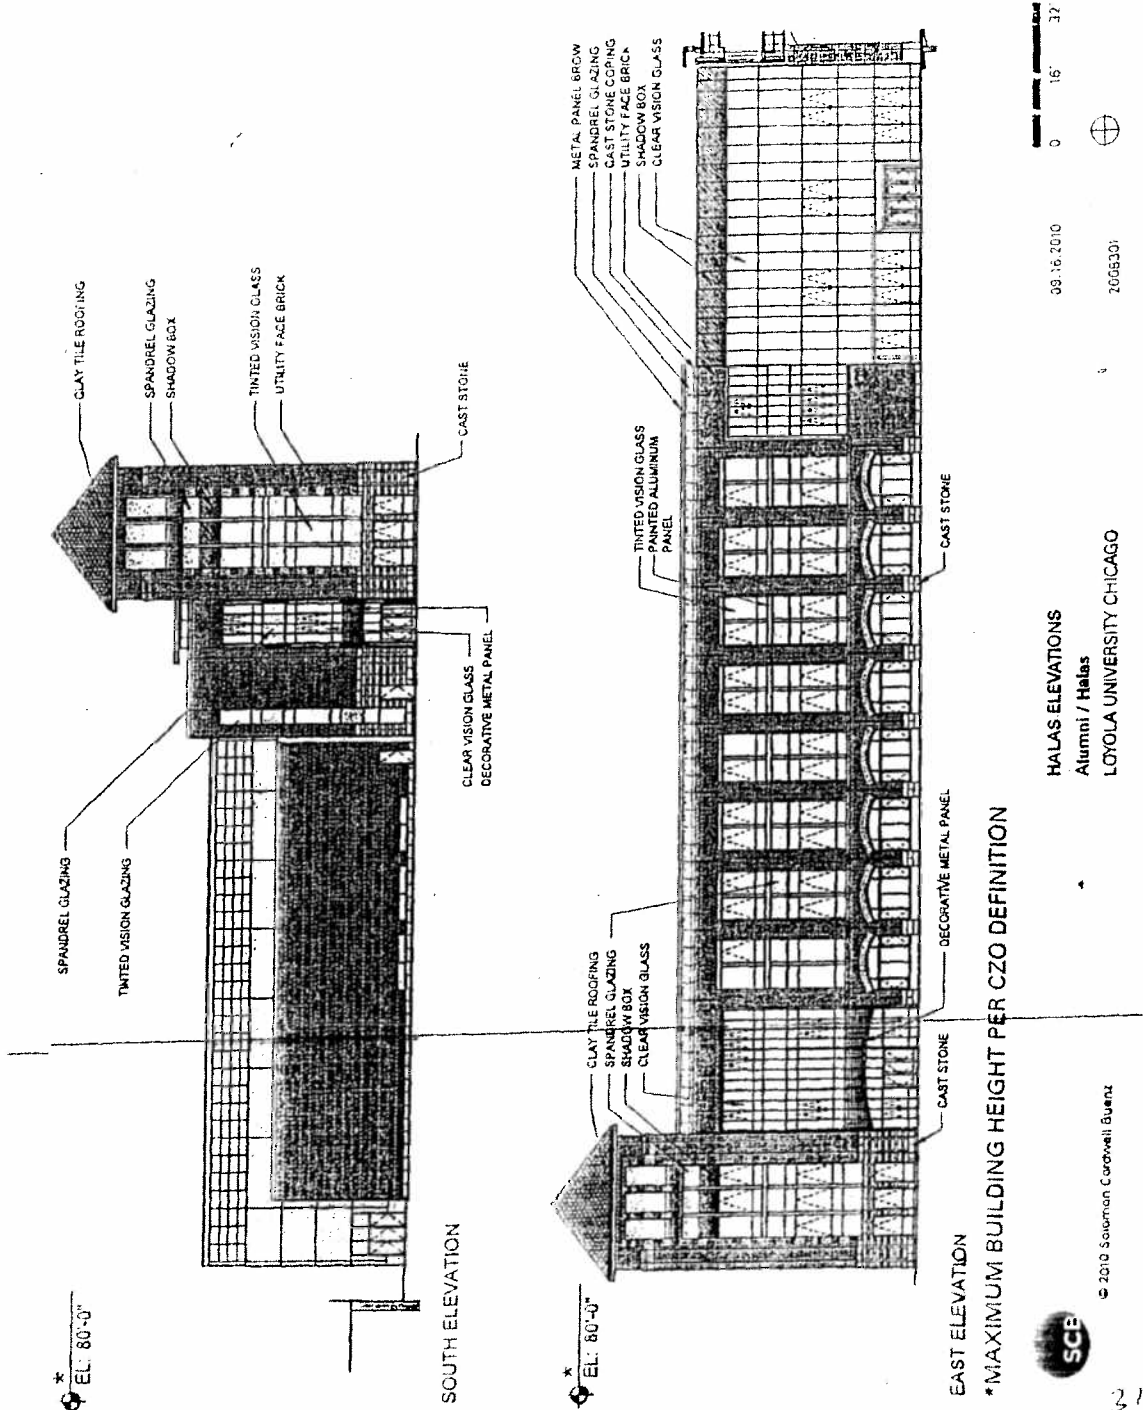 * EL: 80'-0"
SPANDREL GLAZING
TINTED VISION GLAZING
CLAY TILE ROOFING
SPANDREL GLAZING
SHADOW BOX
TINTED VISION GLASS
UTILITY FACE BRICK
CAST STONE
CLEAR VISION GLASS
DECORATIVE METAL PANEL
SOUTH ELEVATION
* EL: 80'-0"
CLAY TILE ROOFING
SPANDREL GLAZING
SHADOW BOX
CLEAR VISION GLASS
TINTED VISION GLASS
PAINTED ALUMINUM
PANEL
METAL PANEL BROW
SPANDREL GLAZING
CAST STONE COPING
UTILITY FACE BRICK
SHADOW BOX
CLEAR VISION GLASS
CAST STONE
DECORATIVE METAL PANEL
CAST STONE
EAST ELEVATION
*MAXIMUM BUILDING HEIGHT PER CZO DEFINITION
SCB
© 2010 Solomon Cordwell Buenz
HALAS ELEVATIONS
Alumni / Halas
LOYOLA UNIVERSITY CHICAGO
09.16.2010
0 16' 32'